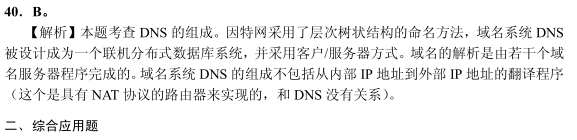 40．B。
【解析】本题考查 DNS 的组成。因特网采用了层次树状结构的命名方法，域名系统 DNS
被设计成为一个联机分布式数据库系统，并采用客户/服务器方式。域名的解析是由若干个域
名服务器程序完成的。域名系统 DNS 的组成不包括从内部 IP 地址到外部 IP 地址的翻译程序
（这个是具有 NAT 协议的路由器来实现的，和 DNS 没有关系）。
二、综合应用题